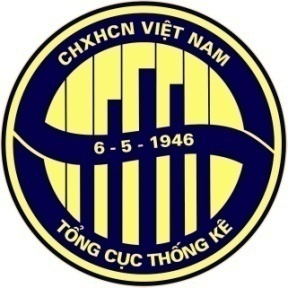 CHXHCN VIỆT NAM
6 - 5 - 1946
TỔNG CỤC THỐNG KÊ